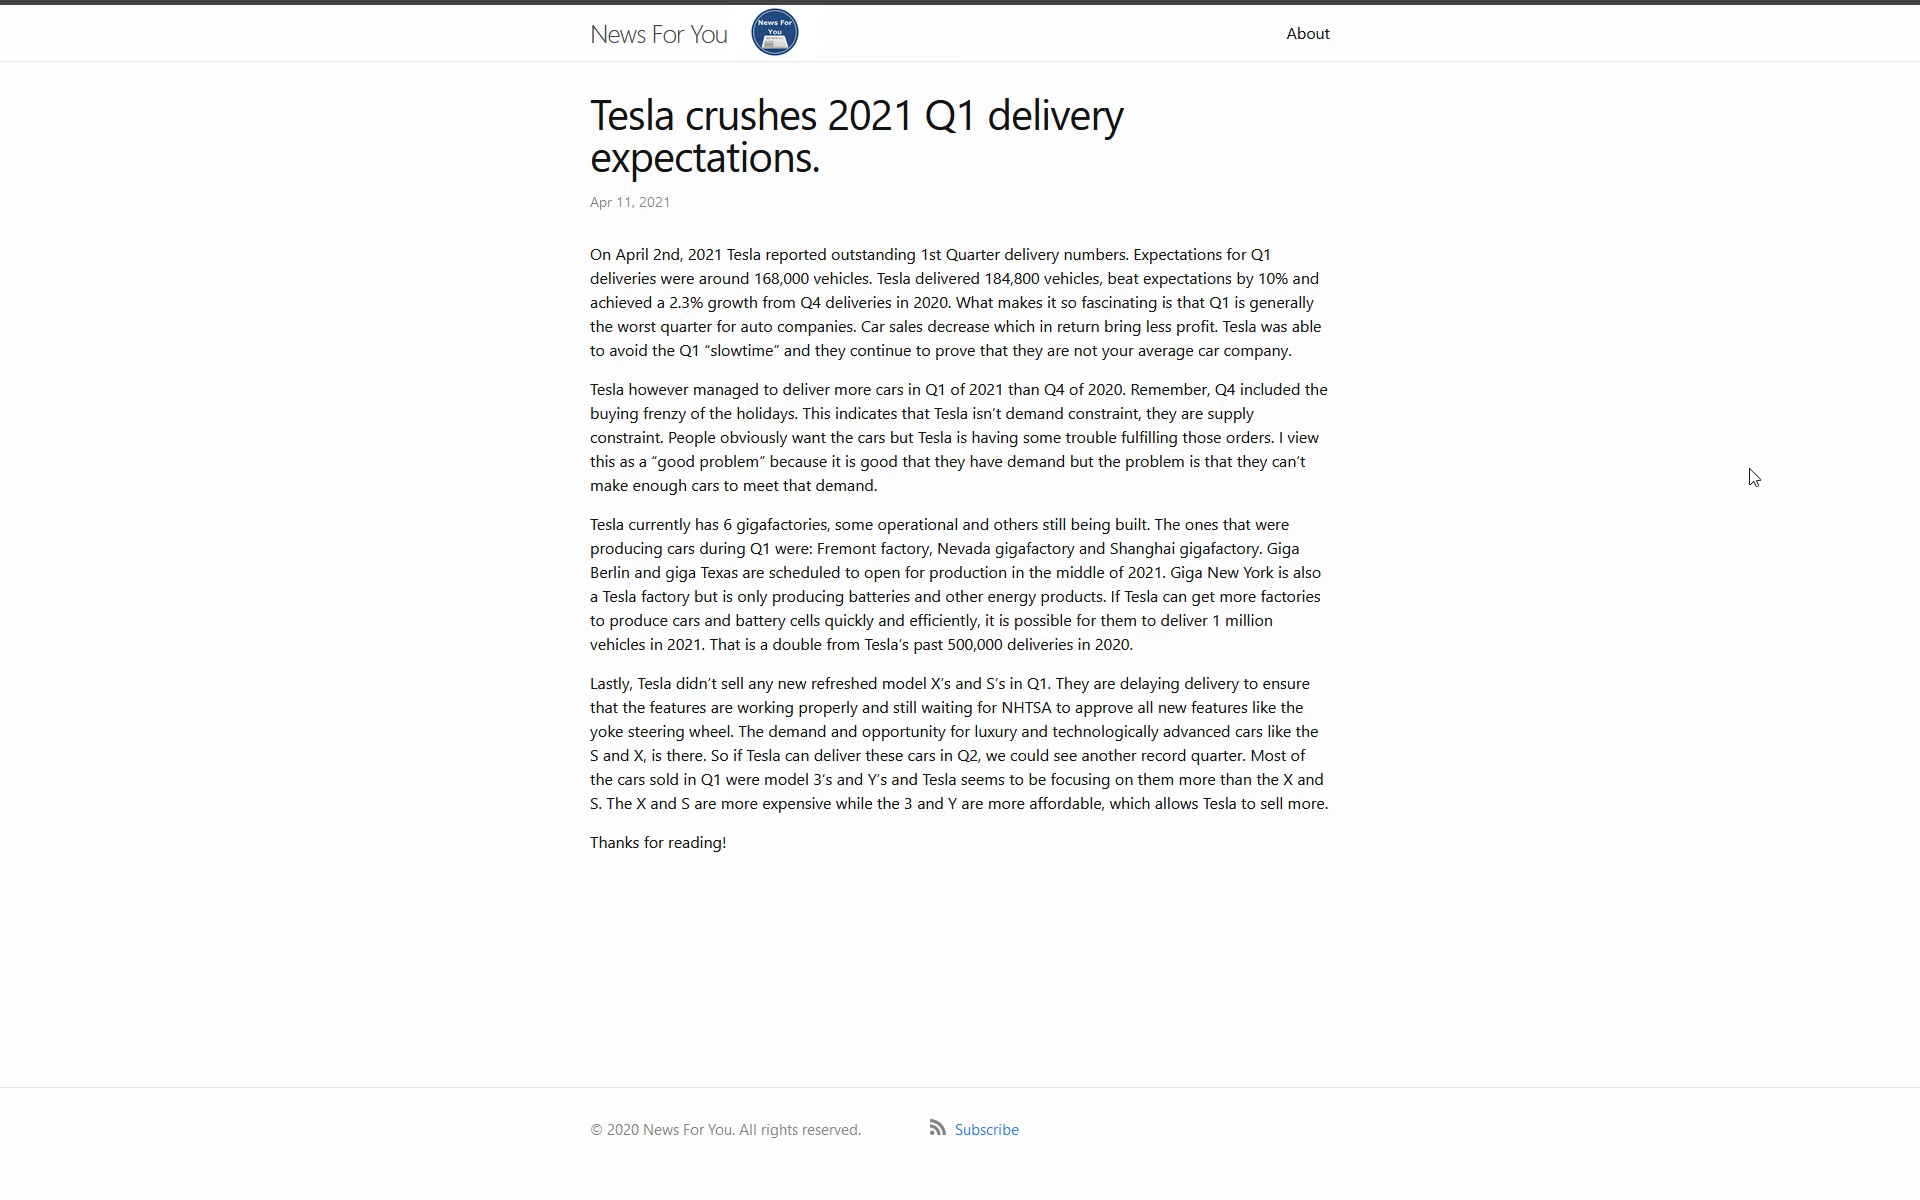 News For You
News For
You
About
Tesla crushes 2021 Q1 delivery
expectations.
Apr 11, 2021
On April 2nd, 2021 Tesla reported outstanding 1st Quarter delivery numbers. Expectations for Q1
deliveries were around 168,000 vehicles. Tesla delivered 184,800 vehicles, beat expectations by 10% and
achieved a 2.3% growth from Q4 deliveries in 2020. What makes it so fascinating is that Q1 is generally
the worst quarter for auto companies. Car sales decrease which in return bring less profit. Tesla was able
to avoid the Q1 “slowtime” and they continue to prove that they are not your average car company.
Tesla however managed to deliver more cars in Q1 of 2021 than Q4 of 2020. Remember, Q4 included the
buying frenzy of the holidays. This indicates that Tesla isn’t demand constraint, they are supply
constraint. People obviously want the cars but Tesla is having some trouble fulfilling those orders. I view
this as a “good problem” because it is good that they have demand but the problem is that they can’t
make enough cars to meet that demand.
Tesla currently has 6 gigafactories, some operational and others still being built. The ones that were
producing cars during Q1 were: Fremont factory, Nevada gigafactory and Shanghai gigafactory. Giga
Berlin and giga Texas are scheduled to open for production in the middle of 2021. Giga New York is also
a Tesla factory but is only producing batteries and other energy products. If Tesla can get more factories
to produce cars and battery cells quickly and efficiently, it is possible for them to deliver 1 million
vehicles in 2021. That is a double from Tesla’s past 500,000 deliveries in 2020.
Lastly, Tesla didn’t sell any new refreshed model X’s and S’s in Q1. They are delaying delivery to ensure
that the features are working properly and still waiting for NHTSA to approve all new features like the
yoke steering wheel. The demand and opportunity for luxury and technologically advanced cars like the
S and X, is there. So if Tesla can deliver these cars in Q2, we could see another record quarter. Most of
the cars sold in Q1 were model 3’s and Y’s and Tesla seems to be focusing on them more than the X and
S. The X and S are more expensive while the 3 and Y are more affordable, which allows Tesla to sell more.
Thanks for reading!
© 2020 News For You. All rights reserved.
Subscribe